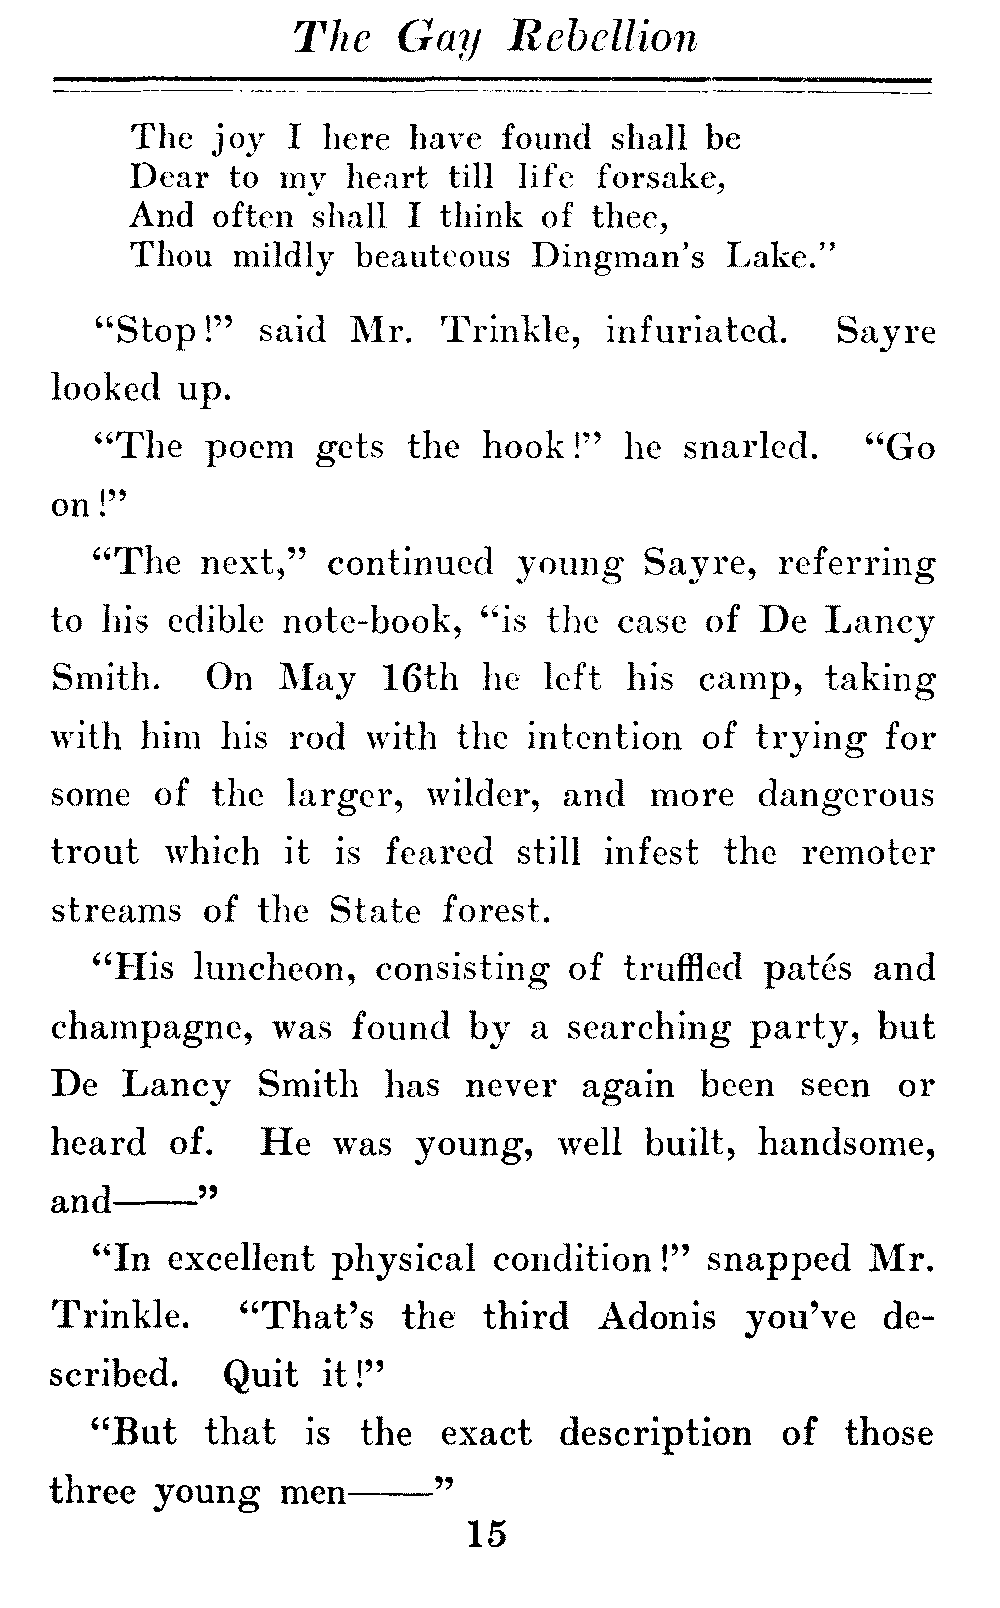 The Gay Rebellion
The joy I here have found shall be
Dear to my heart till life forsake,
And often shall I think of thee,
Thou mildly beauteous Dingman's Lake."
"Stop!" said Mr. Trinkle, infuriated. Sayre
looked up.
"The poem gets the hook!" he snarled. "Go
on!"
"The next," continued young Sayre, referring
to his edible note-book, "is the case of De Lancy
Smith. On May 16th he left his camp, taking
with him his rod with the intention of trying for
some of the larger, wilder, and more dangerous
trout which it is feared still infest the remoter
streams of the State forest.
"His luncheon, consisting of truffled patés and
champagne, was found by a searching party, but
De Lancy Smith has never again been seen or
heard of. He was young, well built, handsome,
and——"
"In excellent physical condition!" snapped Mr.
Trinkle. "That's the third Adonis you've de-
scribed. Quit it!"
"But that is the exact description of those
three young men——"
15